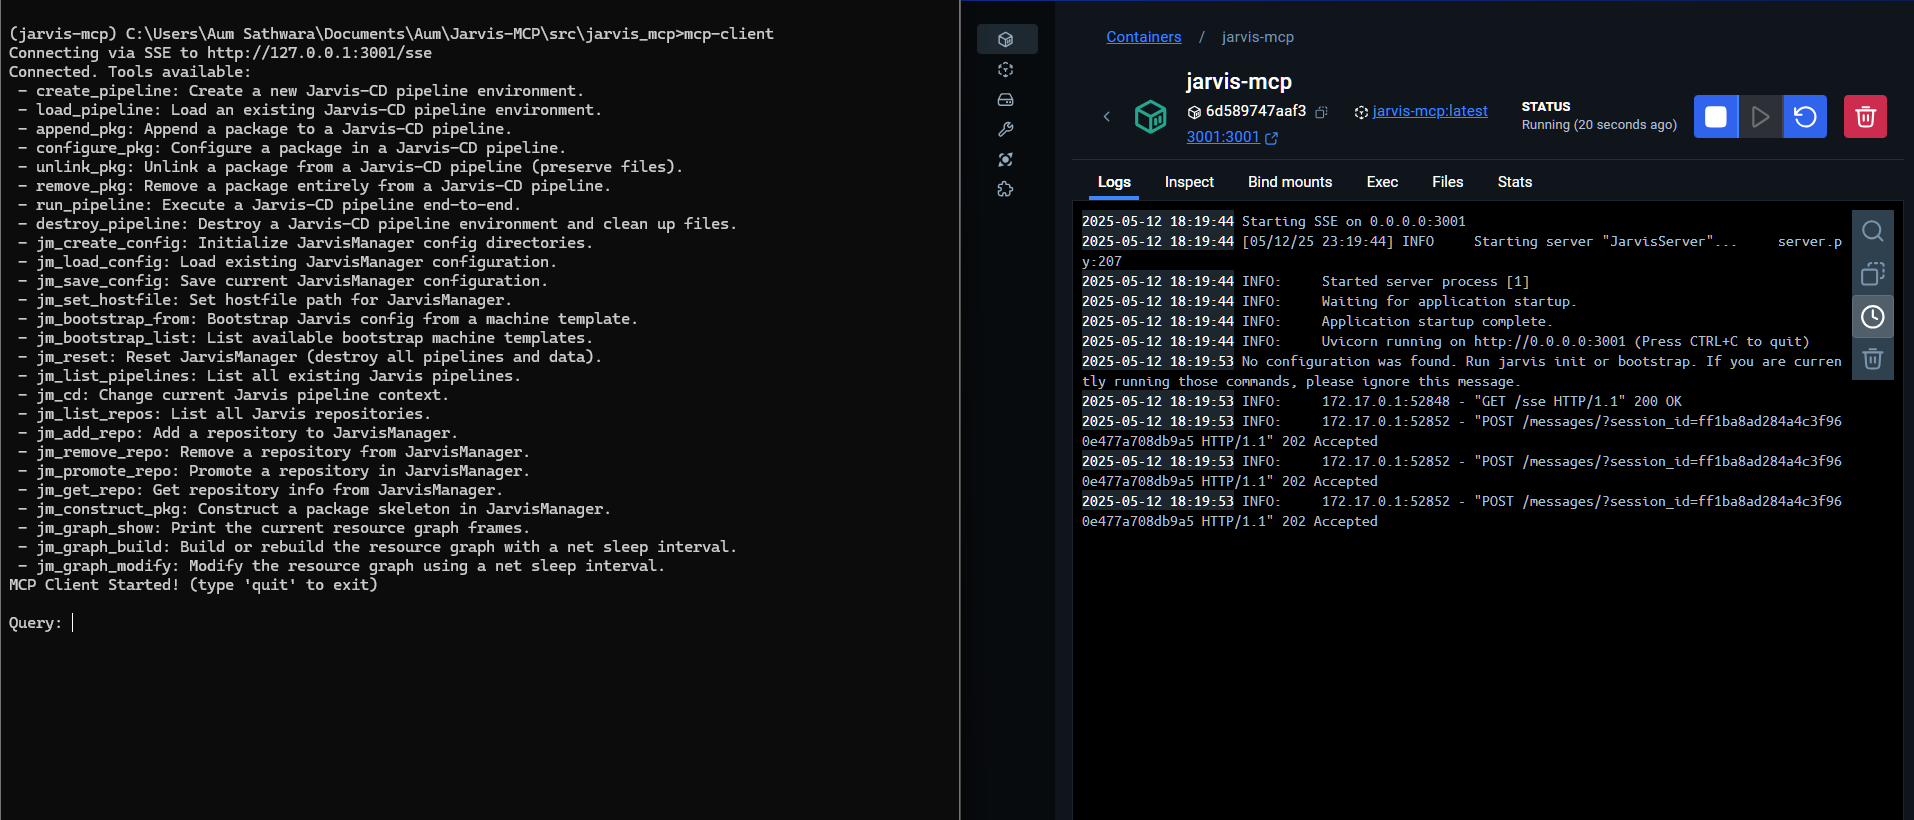 (jarvis-mcp) C:\Users\Aum Sathwara\Documents\Aum\Jarvis-MCP\src\jarvis_mcp>mcp-client
Connecting via SSE to http://127.0.0.1:3001/sse
Connected. Tools available:
- create_pipeline: Create a new Jarvis-CD pipeline environment.
- load_pipeline: Load an existing Jarvis-CD pipeline environment.
- append_pkg: Append a package to a Jarvis-CD pipeline.
- configure_pkg: Configure a package in a Jarvis-CD pipeline.
- unlink_pkg: Unlink a package from a Jarvis-CD pipeline (preserve files).
- remove_pkg: Remove a package entirely from a Jarvis-CD pipeline.
- run_pipeline: Execute a Jarvis-CD pipeline end-to-end.
- destroy_pipeline: Destroy a Jarvis-CD pipeline environment and clean up files.
- jm_create_config: Initialize JarvisManager config directories.
- jm_load_config: Load existing JarvisManager configuration.
- jm_save_config: Save current JarvisManager configuration.
- jm_set_hostfile: Set hostfile path for JarvisManager.
- jm_bootstrap_from: Bootstrap Jarvis config from a machine template.
- jm_bootstrap_list: List available bootstrap machine templates.
- jm_reset: Reset JarvisManager (destroy all pipelines and data).
- jm_list_pipelines: List all existing Jarvis pipelines.
- jm_cd: Change current Jarvis pipeline context.
- jm_list_repos: List all Jarvis repositories.
- jm_add_repo: Add a repository to JarvisManager.
- jm_remove_repo: Remove a repository from JarvisManager.
- jm_promote_repo: Promote a repository in JarvisManager.
- jm_get_repo: Get repository info from JarvisManager.
- jm_construct_pkg: Construct a package skeleton in JarvisManager.
- jm_graph_show: Print the current resource graph frames.
- jm_graph_build: Build or rebuild the resource graph with a net sleep interval.
- jm_graph_modify: Modify the resource graph using a net sleep interval.
MCP Client Started! (type 'quit' to exit)
Query:
Containers / jarvis-mcp
jarvis-mcp
6d589747aaf3 jarvis-mcp:latest
3001:3001
STATUS
Running (20 seconds ago)
Logs Inspect Bind mounts Exec Files Stats
2025-05-12 18:19:44 Starting SSE on 0.0.0.0:3001
2025-05-12 18:19:44 [05/12/25 23:19:44] INFO Starting server "JarvisServer"... server.p
y:207
2025-05-12 18:19:44 INFO: Started server process [1]
2025-05-12 18:19:44 INFO: Waiting for application startup.
2025-05-12 18:19:44 INFO: Application startup complete.
2025-05-12 18:19:44 INFO: Uvicorn running on http://0.0.0.0:3001 (Press CTRL+C to quit)
2025-05-12 18:19:53 No configuration was found. Run jarvis init or bootstrap. If you are curren
tly running those commands, please ignore this message.
2025-05-12 18:19:53 INFO: 172.17.0.1:52848 - "GET /sse HTTP/1.1" 200 OK
2025-05-12 18:19:53 INFO: 172.17.0.1:52852 - "POST /messages/?session_id=ff1ba8ad284a4c3f96
0e477a708db9a5 HTTP/1.1" 202 Accepted
2025-05-12 18:19:53 INFO: 172.17.0.1:52852 - "POST /messages/?session_id=ff1ba8ad284a4c3f96
0e477a708db9a5 HTTP/1.1" 202 Accepted
2025-05-12 18:19:53 INFO: 172.17.0.1:52852 - "POST /messages/?session_id=ff1ba8ad284a4c3f96
0e477a708db9a5 HTTP/1.1" 202 Accepted